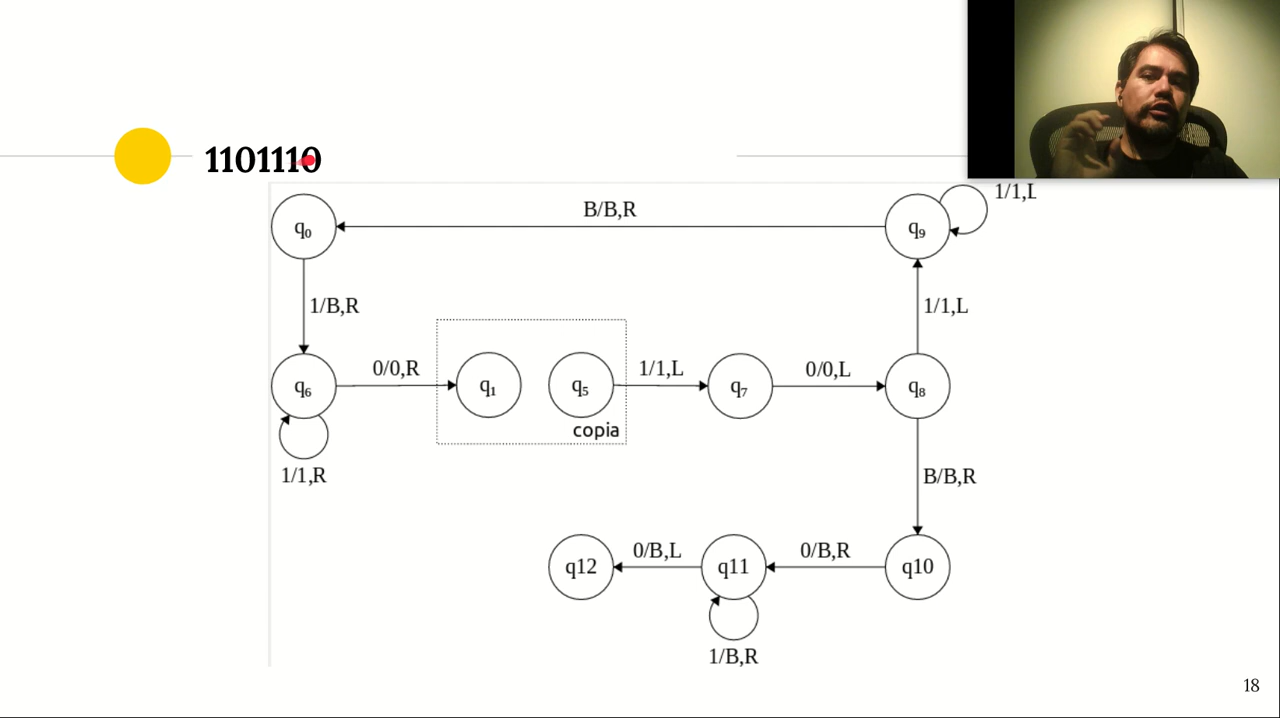 1101110
1/1,L
B/B,R
q₀
q₉
1/B,R
1/1,L
0/0,R
1/1,L
0/0,L
q₆
q₁
q₅
q₇
q₈
copia
1/1,R
B/B,R
0/B,L
0/B,R
q12
q11
q10
1/B,R
18